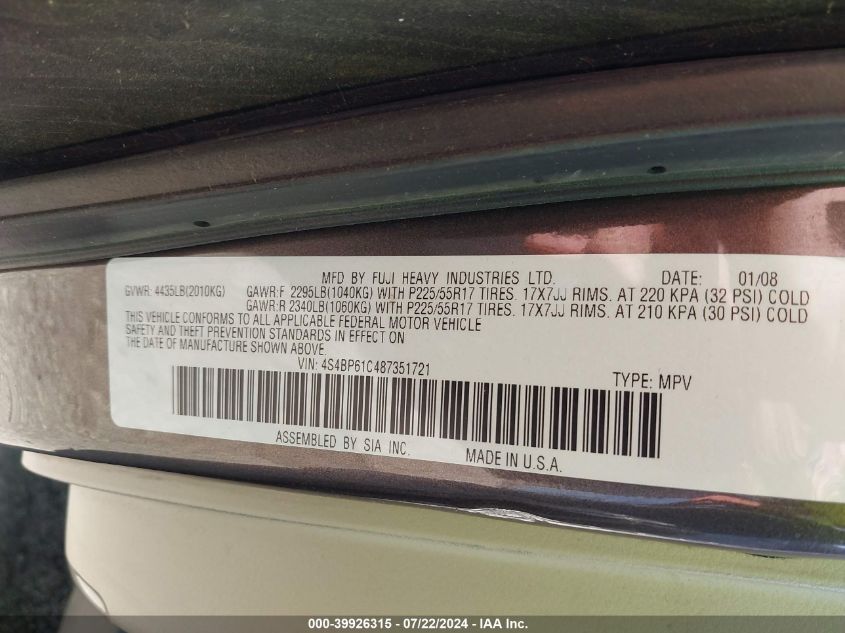 MFD BY FUJI HEAVY INDUSTRIES LTD. DATE: 01/08
GVWR: 4435LB(2010KG) GAWR:F 2295LB(1040KG) WITH P225/55R17 TIRES. 17X7JJ RIMS. AT 220 KPA (32 PSI) COLD
GAWR:R 2340LB(1060KG) WITH P225/55R17 TIRES. 17X7JJ RIMS. AT 210 KPA (30 PSI) COLD
THIS VEHICLE CONFORMS TO ALL APPLICABLE FEDERAL MOTOR VEHICLE
SAFETY AND THEFT PREVENTION STANDARDS IN EFFECT ON
THE DATE OF MANUFACTURE SHOWN ABOVE.
VIN: 4S4BP61C487351721 TYPE: MPV
ASSEMBLED BY SIA INC. MADE IN U.S.A.
000-39926315 - 07/22/2024 - IAA Inc.